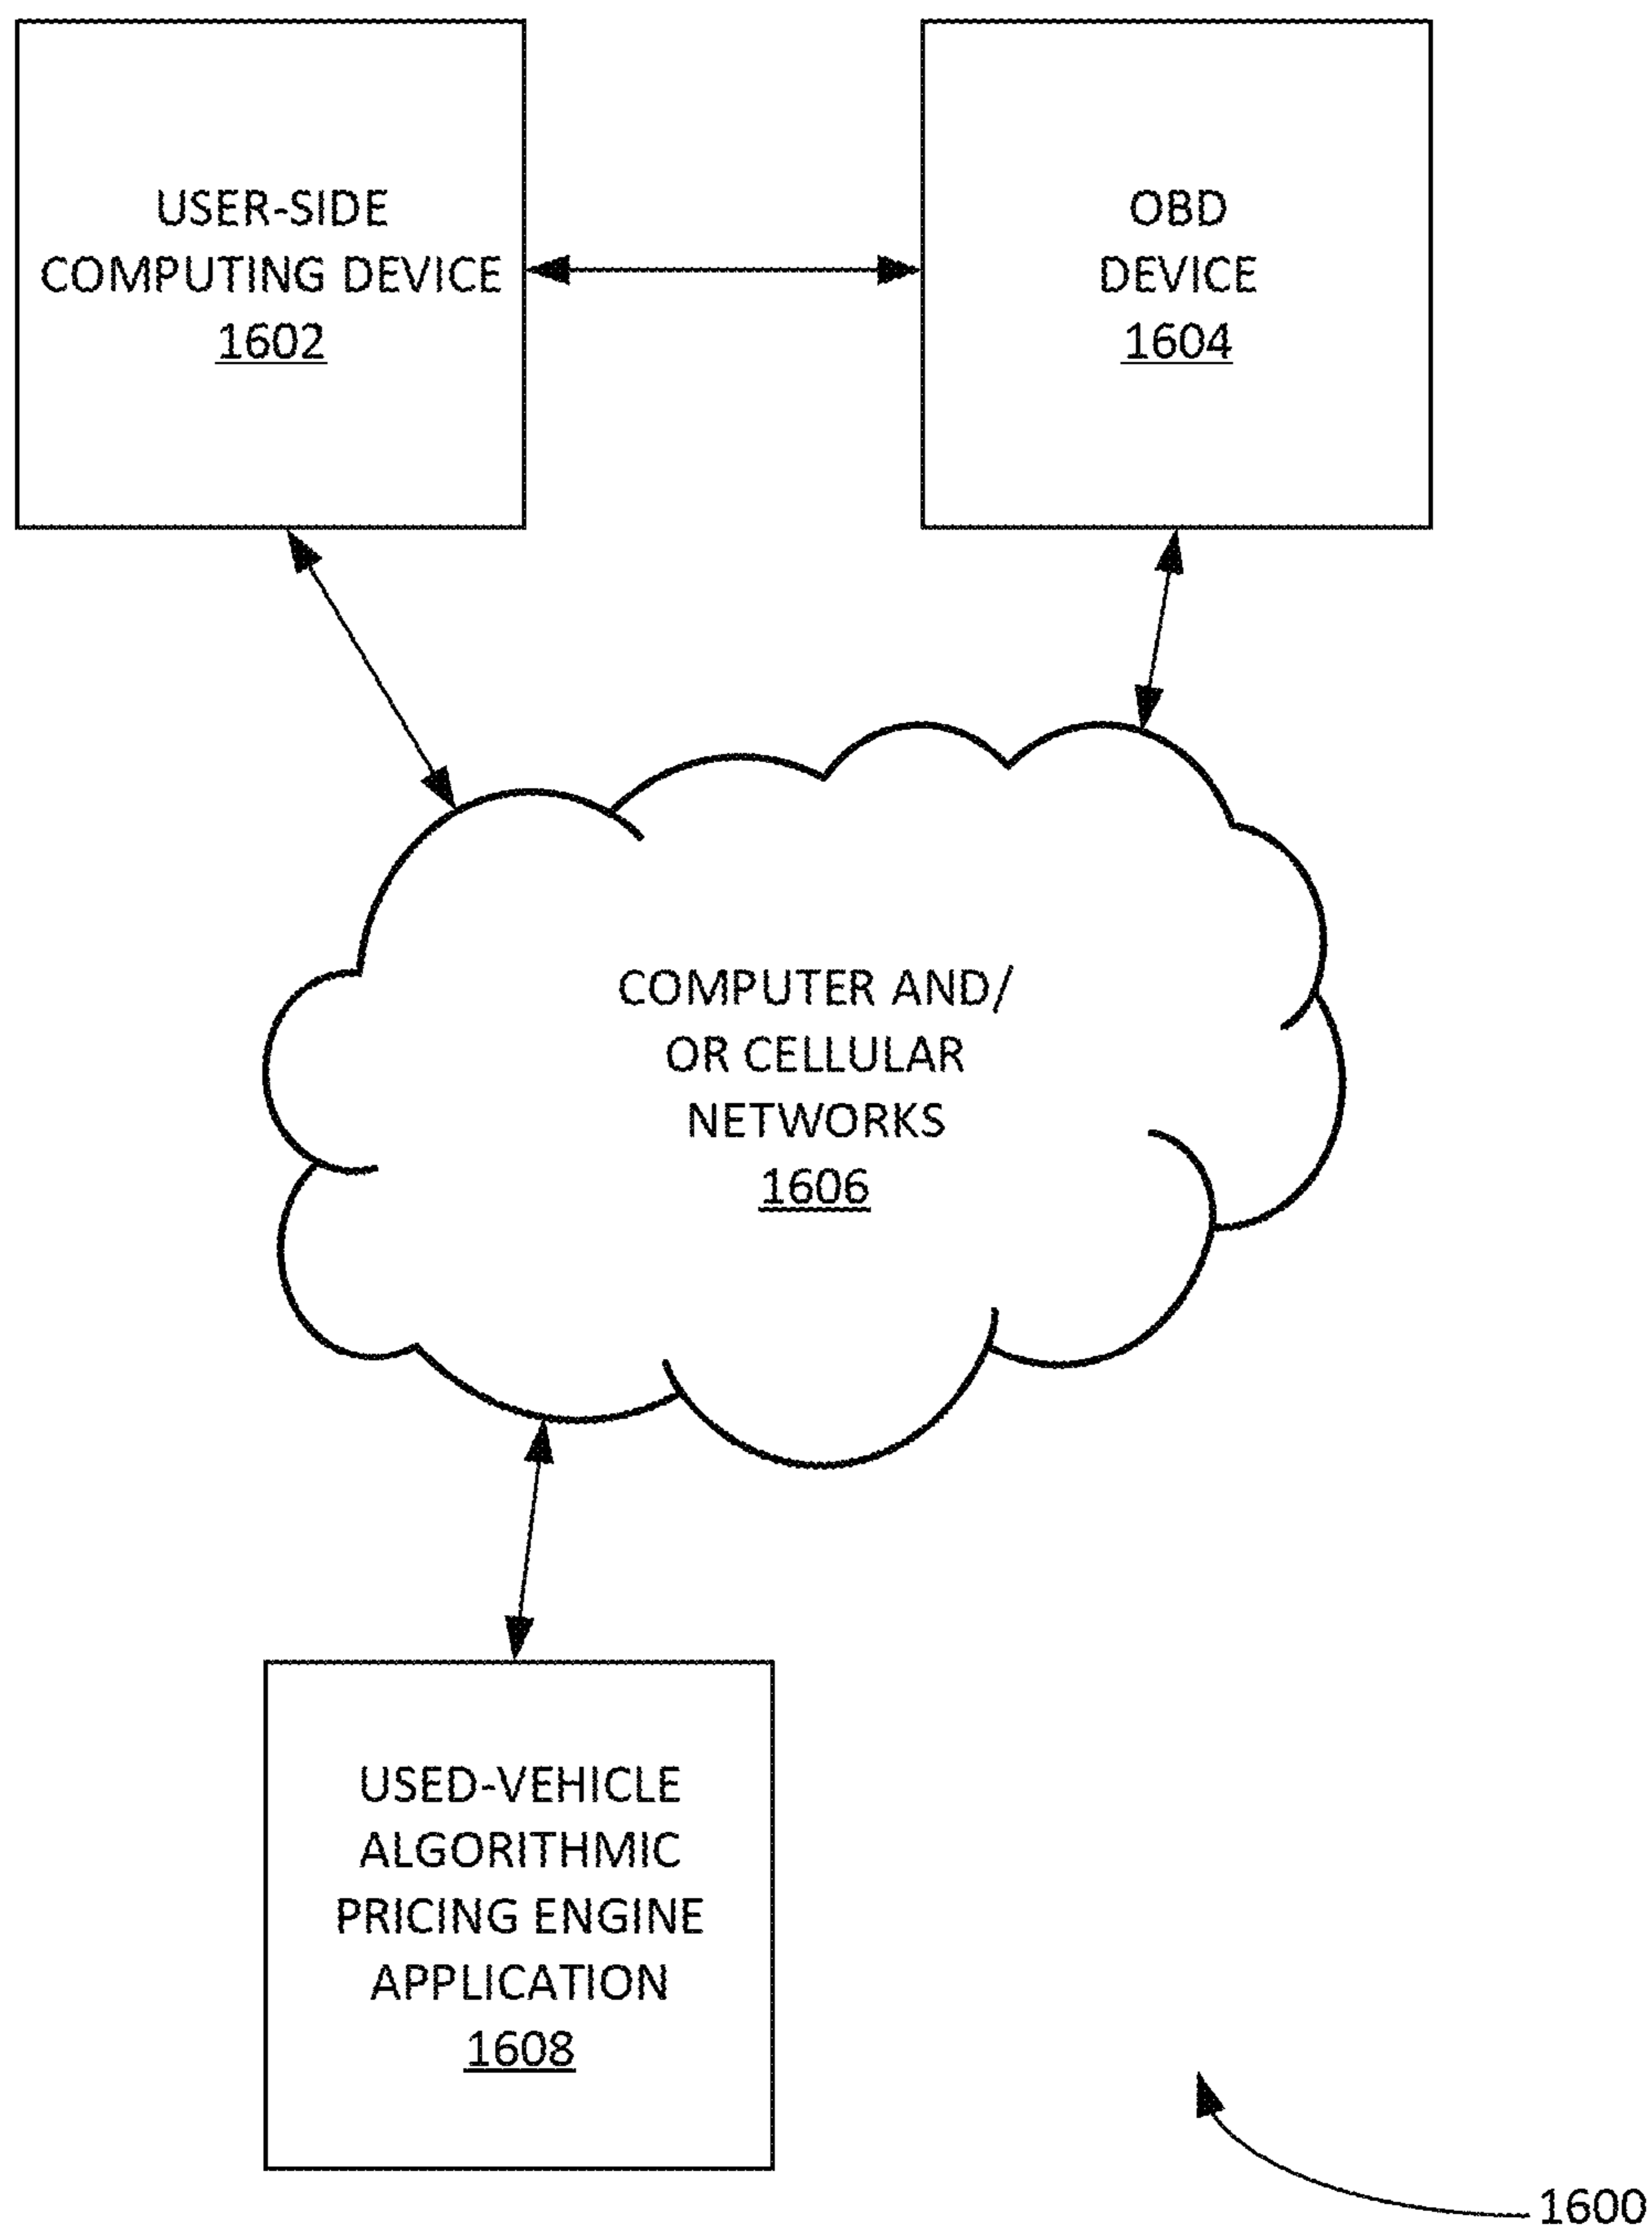 USER-SIDE
COMPUTING DEVICE
1602
OBD
DEVICE
1604
COMPUTER AND/
OR CELLULAR
NETWORKS
1606
USED-VEHICLE
ALGORITHMIC
PRICING ENGINE
APPLICATION
1608
1600